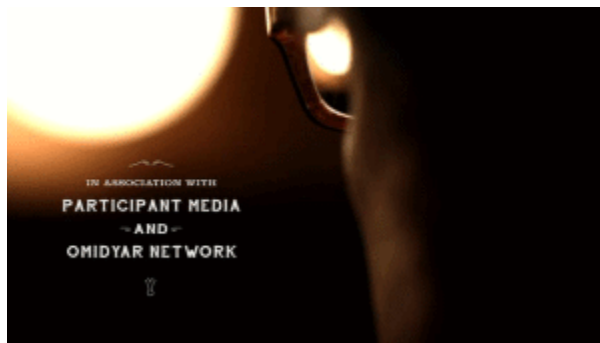 IN ASSOCIATION WITH
PARTICIPANT MEDIA
AND
OMIDYAR NETWORK